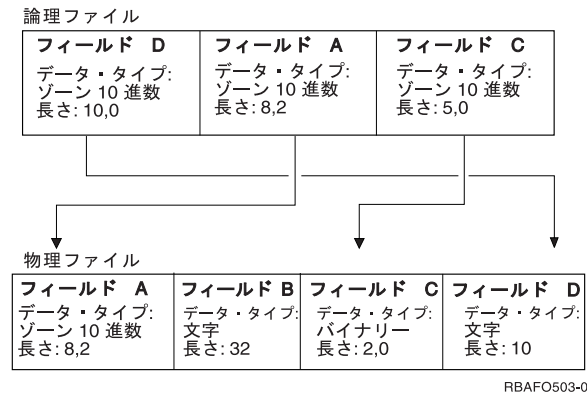 論理ファイル
フィールド D
データ・タイプ:
ゾーン 10 進数
長さ: 10,0
フィールド A
データ・タイプ:
ゾーン 10 進数
長さ: 8,2
フィールド C
データ・タイプ:
ゾーン 10 進数
長さ: 5,0
物理ファイル
フィールド A
データ・タイプ:
ゾーン 10 進数
長さ: 8,2
フィールド B
データ・タイプ:
文字
長さ: 32
フィールド C
データ・タイプ:
バイナリー
長さ: 2,0
フィールド D
データ・タイプ:
文字
長さ: 10
RBAFO503-0